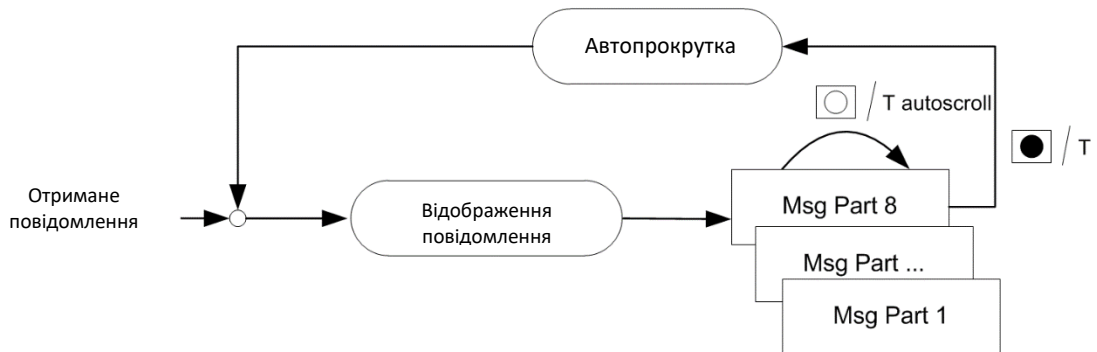 Автопрокрутка
/ T autoscroll
/ T
Отримане
повідомлення
Відображення
повідомлення
Msg Part 8
Msg Part ...
Msg Part 1